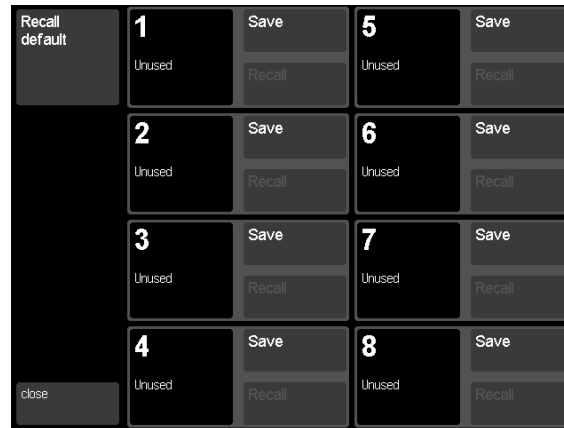 Recall
default
1
Unused
Save
Recall
5
Unused
Save
Recall
2
Unused
Save
Recall
6
Unused
Save
Recall
3
Unused
Save
Recall
7
Unused
Save
Recall
4
Unused
Save
Recall
8
Unused
Save
Recall
close